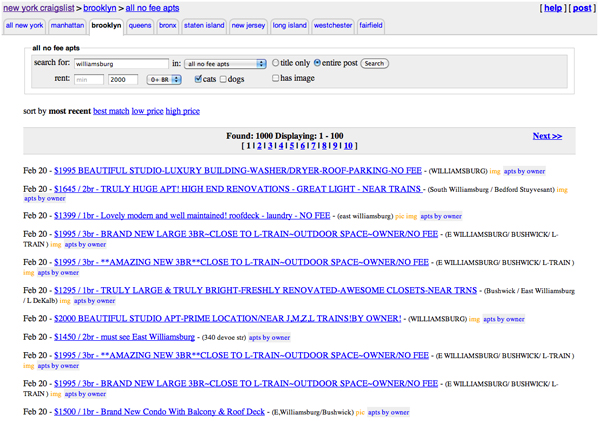 new york craigslist > brooklyn > all no fee apts [ help ] [ post ]
all new york manhattan brooklyn queens bronx staten island new jersey long island westchester fairfield
all no fee apts
search for: williamsburg in: all no fee apts title only entire post Search
rent: min 2000 0+ BR cats dogs has image
sort by most recent best match low price high price
Found: 1000 Displaying: 1 - 100 Next >>
[ 1 | 2 | 3 | 4 | 5 | 6 | 7 | 8 | 9 | 10 ]
Feb 20 - $1995 BEAUTIFUL STUDIO-LUXURY BUILDING-WASHER/DRYER-ROOF-PARKING-NO FEE - (WILLIAMSBURG) img apts by owner
Feb 20 - $1645 / 2br - TRULY HUGE APT! HIGH END RENOVATIONS - GREAT LIGHT - NEAR TRAINS - (South Williamsburg / Bedford Stuyvesant) img
apts by owner
Feb 20 - $1399 / 1br - Lovely modern and well maintained! roofdeck - laundry - NO FEE - (east williamsburg) pic img apts by owner
Feb 20 - $1995 / 3br - BRAND NEW LARGE 3BR~CLOSE TO L-TRAIN~OUTDOOR SPACE~OWNER/NO FEE - (E WILLIAMSBURG/ BUSHWICK/ L-
TRAIN ) img apts by owner
Feb 20 - $1995 / 3br - **AMAZING NEW 3BR**CLOSE TO L-TRAIN~OUTDOOR SPACE~OWNER/NO FEE - (E WILLIAMSBURG/ BUSHWICK/ L-TRAIN )
img apts by owner
Feb 20 - $1295 / 1br - TRULY LARGE & TRULY BRIGHT-FRESHLY RENOVATED-AWESOME CLOSETS-NEAR TRNS - (Bushwick / East Williamsburg
/ L DeKalb) img apts by owner
Feb 20 - $2000 BEAUTIFUL STUDIO APT-PRIME LOCATION/NEAR J,M,Z,L TRAINS!BY OWNER! - (WILLIAMSBURG) img apts by owner
Feb 20 - $1450 / 2br - must see East Williamsburg - (340 devoe str) apts by owner
Feb 20 - $1995 / 3br - **AMAZING NEW 3BR**CLOSE TO L-TRAIN~OUTDOOR SPACE~OWNER/NO FEE - (E WILLIAMSBURG/ BUSHWICK/ L-TRAIN )
img apts by owner
Feb 20 - $1995 / 3br - BRAND NEW LARGE 3BR~CLOSE TO L-TRAIN~OUTDOOR SPACE~OWNER/NO FEE - (E WILLIAMSBURG/ BUSHWICK/ L-
TRAIN ) img apts by owner
Feb 20 - $1500 / 1br - Brand New Condo With Balcony & Roof Deck - (E,Williamsburg/Bushwick) pic apts by owner